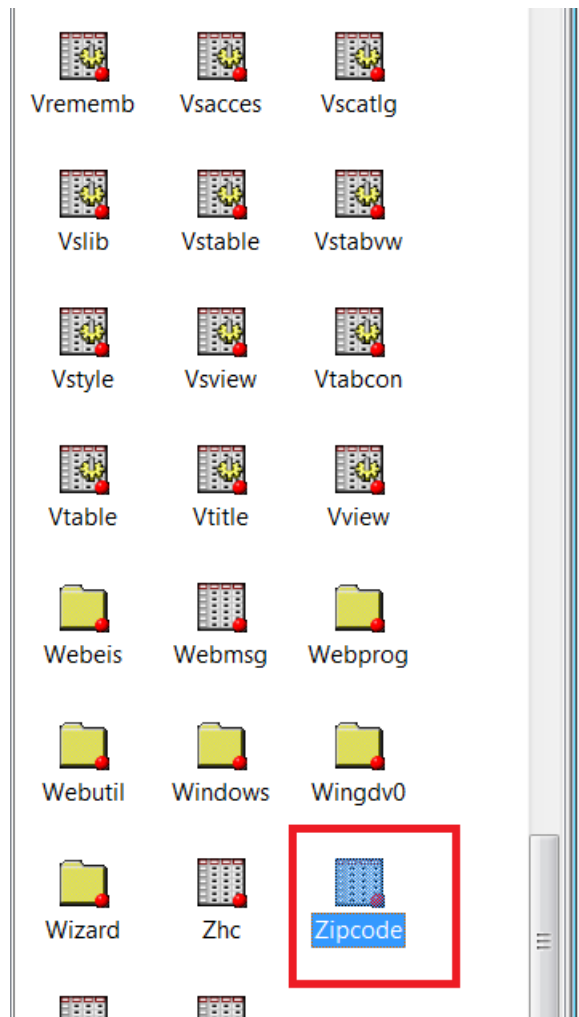 Vrememb Vsacces Vscatlg
Vslib Vstable Vstabvw
Vstyle Vsview Vtabcon
Vtable Vtitle Vview
Webeis Webmsg Webprog
Webutil Windows Wingdv0
Wizard Zhc Zipcode